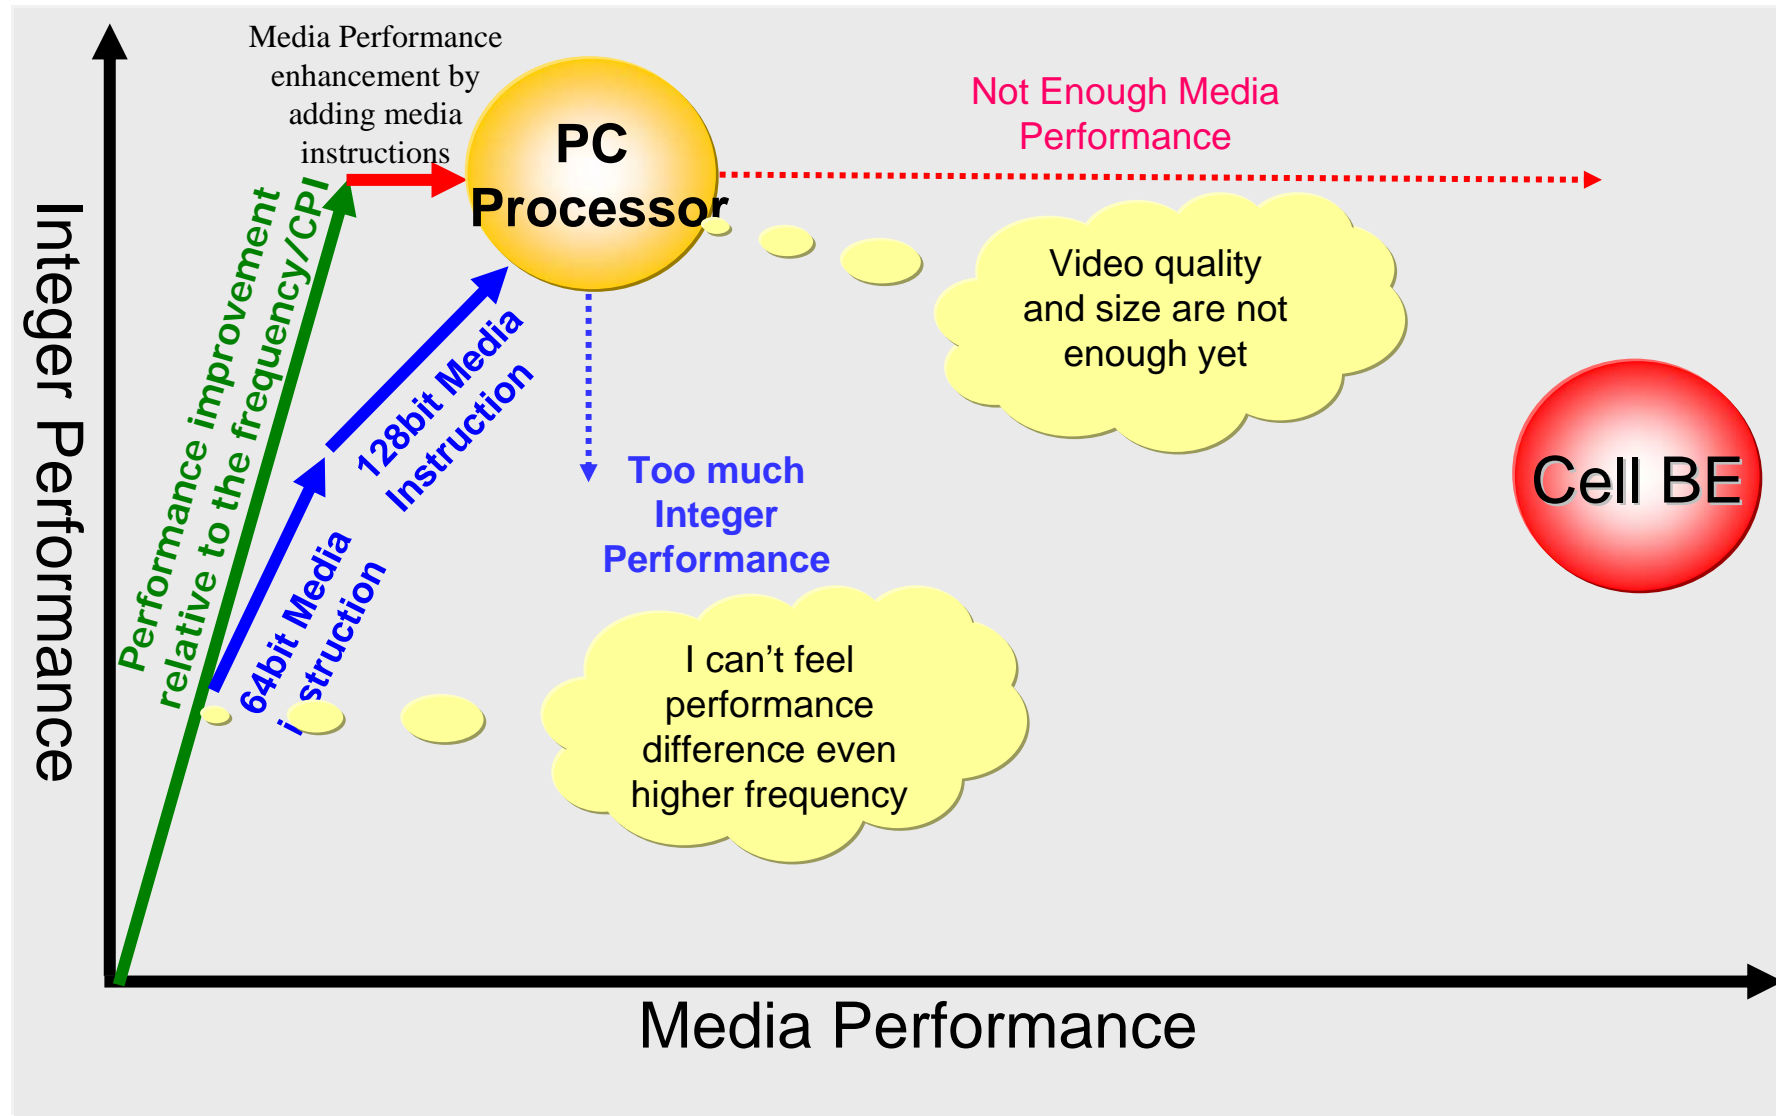 Media Performance
enhancement by
adding media
instructions
PC
Processor
Not Enough Media
Performance
Video quality
and size are not
enough yet
Cell BE
Integer Performance
Performance improvement
relative to the frequency/CPI
128bit Media
Instruction
64bit Media
Too much
Integer
Performance
I can’t feel
performance
difference even
higher frequency
Media Performance